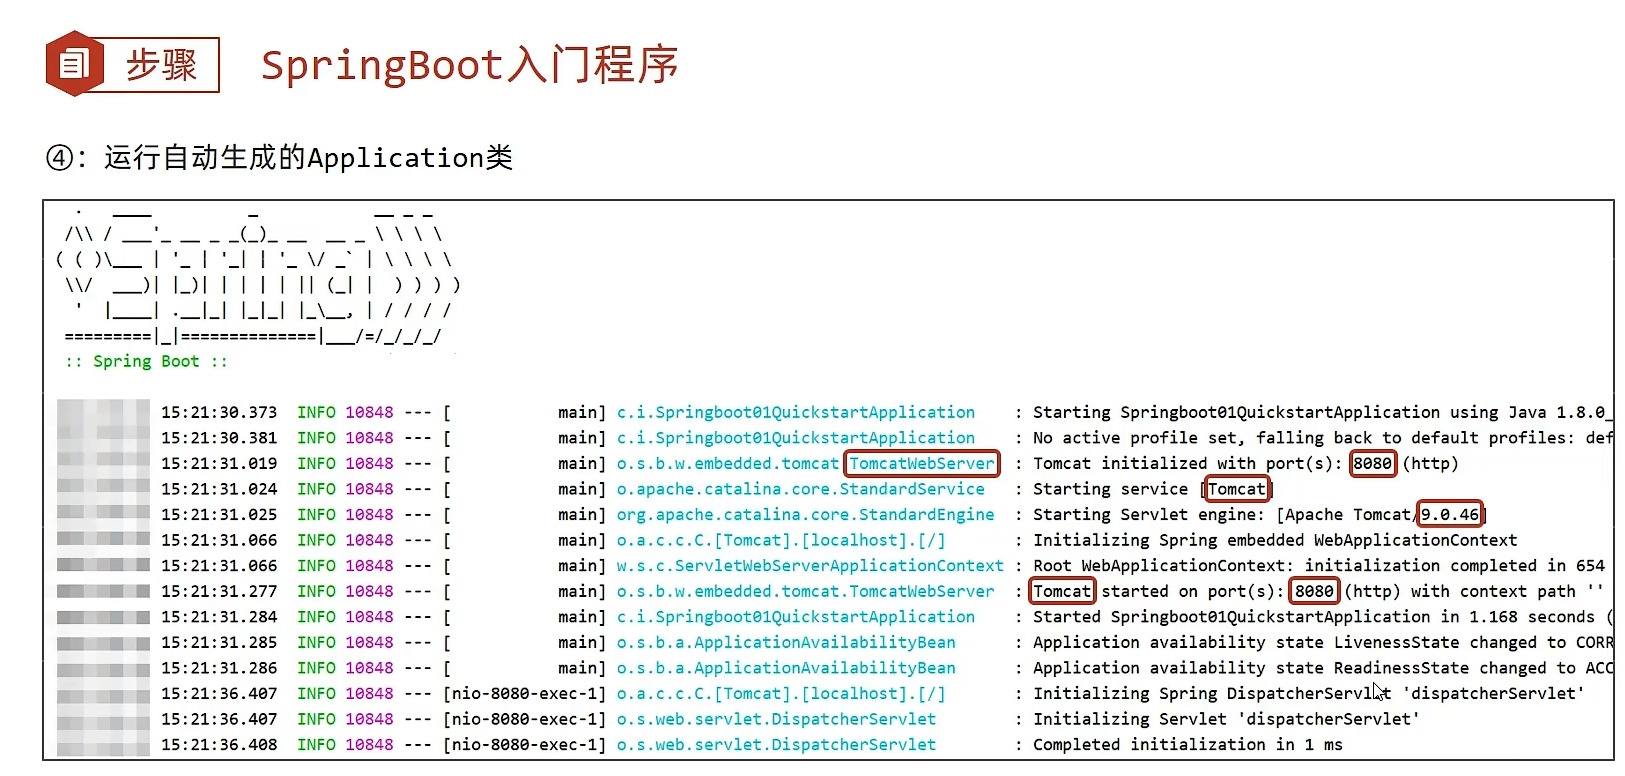 步骤 SpringBoot入门程序
④：运行自动生成的Application类
:: Spring Boot ::
15:21:30.373 INFO 10848 --- [ main] c.i.Springboot01QuickstartApplication : Starting Springboot01QuickstartApplication using Java 1.8.0_
15:21:30.381 INFO 10848 --- [ main] c.i.Springboot01QuickstartApplication : No active profile set, falling back to default profiles: def
15:21:31.019 INFO 10848 --- [ main] o.s.b.w.embedded.tomcat TomcatWebServer : Tomcat initialized with port(s): 8080 (http)
15:21:31.024 INFO 10848 --- [ main] o.apache.catalina.core.StandardService : Starting service [Tomcat]
15:21:31.025 INFO 10848 --- [ main] org.apache.catalina.core.StandardEngine : Starting Servlet engine: [Apache Tomcat/9.0.46]
15:21:31.066 INFO 10848 --- [ main] o.a.c.c.C.[Tomcat].[localhost].[/] : Initializing Spring embedded WebApplicationContext
15:21:31.066 INFO 10848 --- [ main] w.s.c.ServletWebServerApplicationContext : Root WebApplicationContext: initialization completed in 654
15:21:31.277 INFO 10848 --- [ main] o.s.b.w.embedded.tomcat.TomcatWebServer : Tomcat started on port(s): 8080 (http) with context path ''
15:21:31.284 INFO 10848 --- [ main] c.i.Springboot01QuickstartApplication : Started Springboot01QuickstartApplication in 1.168 seconds (
15:21:31.285 INFO 10848 --- [ main] o.s.b.a.ApplicationAvailabilityBean : Application availability state LivenessState changed to CORR
15:21:31.286 INFO 10848 --- [ main] o.s.b.a.ApplicationAvailabilityBean : Application availability state ReadinessState changed to ACC
15:21:36.407 INFO 10848 --- [nio-8080-exec-1] o.a.c.c.C.[Tomcat].[localhost].[/] : Initializing Spring DispatcherServlet 'dispatcherServlet'
15:21:36.407 INFO 10848 --- [nio-8080-exec-1] o.s.web.servlet.DispatcherServlet : Initializing Servlet 'dispatcherServlet'
15:21:36.408 INFO 10848 --- [nio-8080-exec-1] o.s.web.servlet.DispatcherServlet : Completed initialization in 1 ms